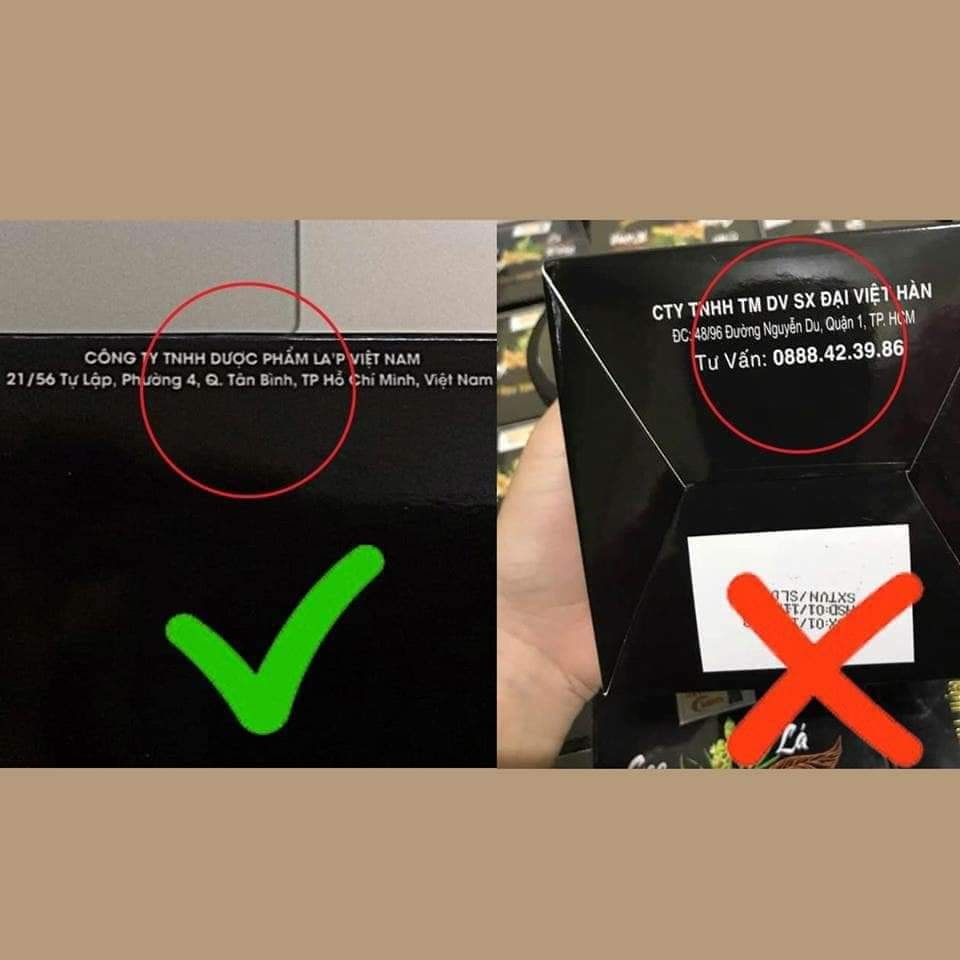 CÔNG TY TNHH DƯỢC PHẨM LA'P VIỆT NAM
21/56 Tự Lập, Phường 4, Q. Tân Bình, TP Hồ Chí Minh, Việt Nam
CTY TNHH TM DV SX ĐẠI VIỆT HÀN
ĐC: 48/96 Đường Nguyễn Du, Quận 1, TP. HCM
Tư Vấn: 0888.42.39.86
SXTVN/SLD
Lá